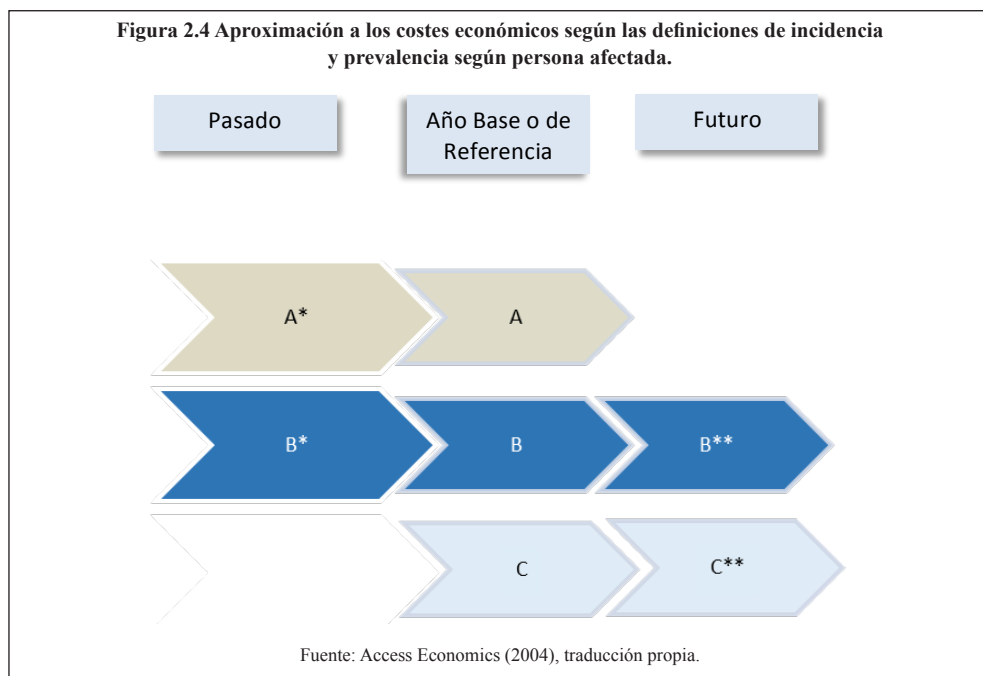 Figura 2.4 Aproximación a los costes económicos según las definiciones de incidencia
y prevalencia según persona afectada.
Pasado
Año Base o de
Referencia
Futuro
A*
A
B*
B
B**
C
C**
Fuente: Access Economics (2004), traducción propia.